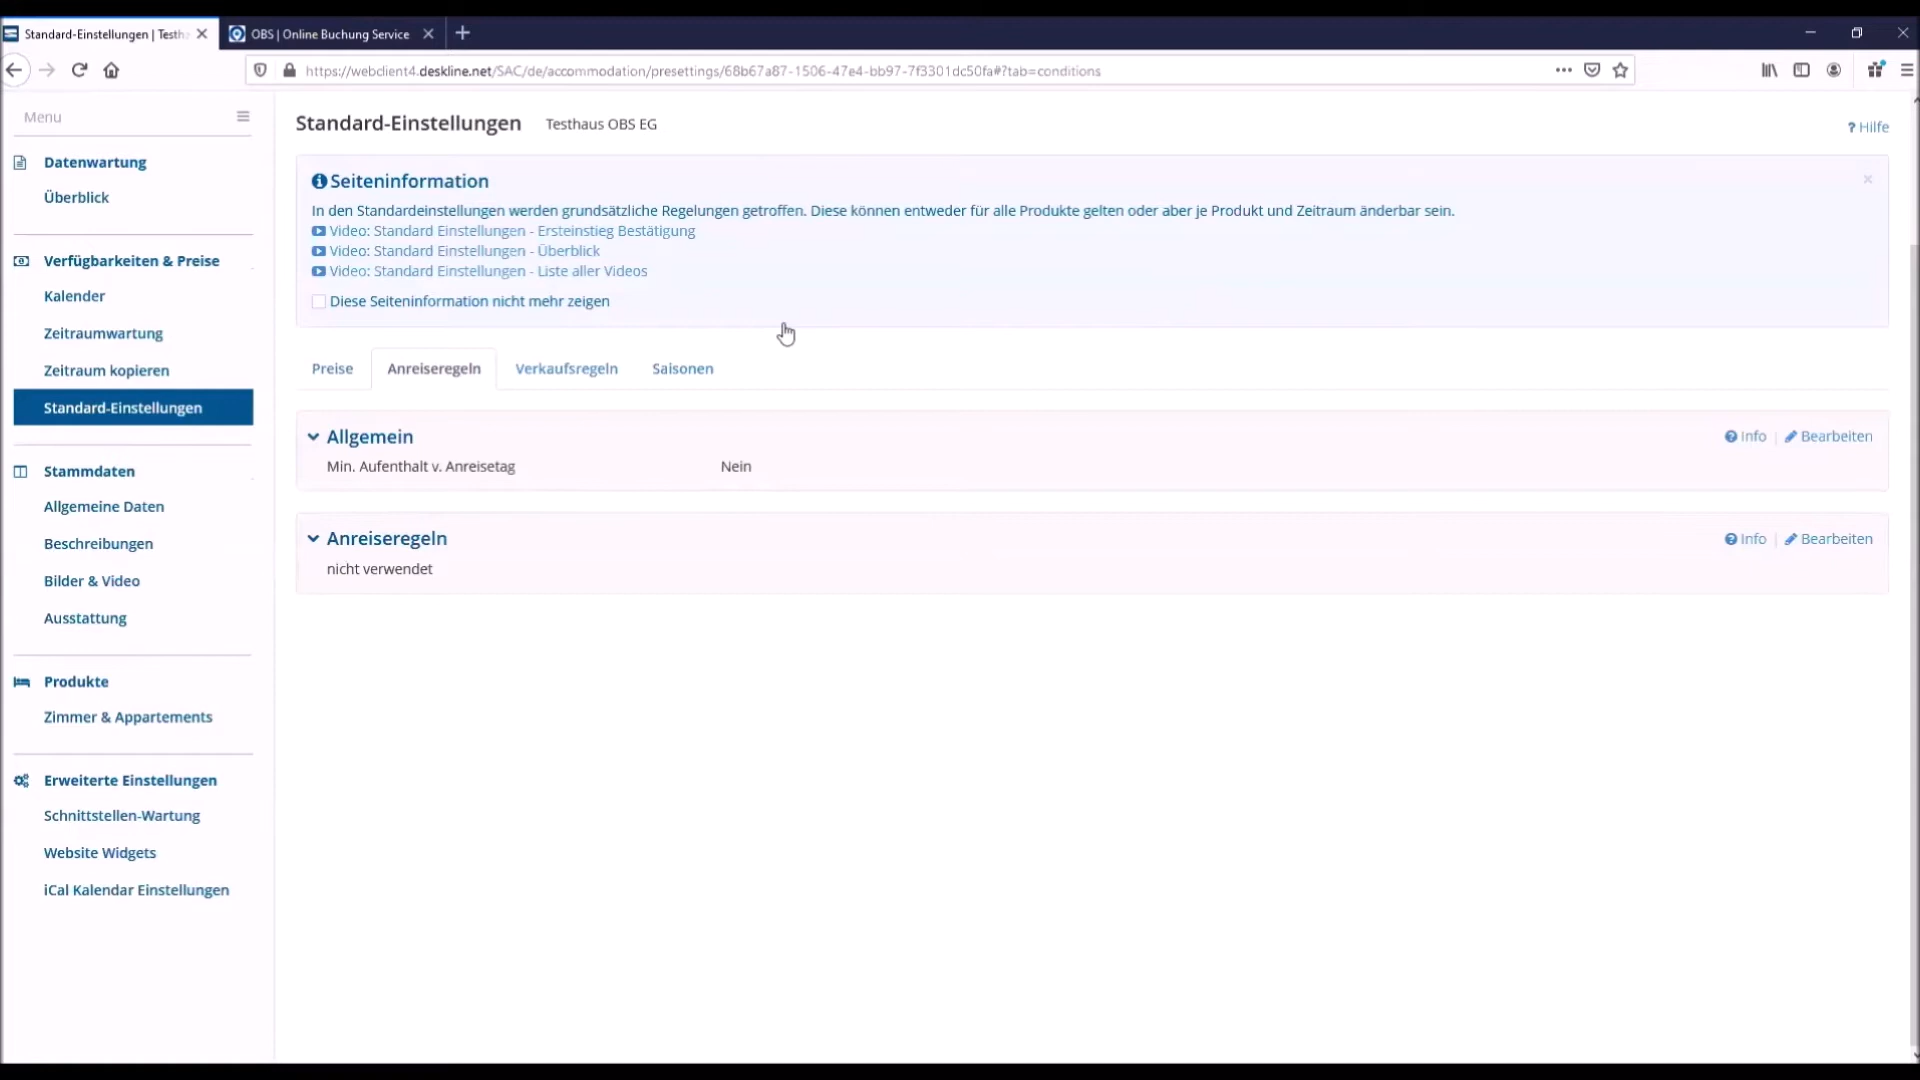 Standard-Einstellungen | Testh
OBS | Online Buchung Service
https://webclient4.deskline.net/SAC/de/accommodation/presettings/68b67a87-1506-47e4-bb97-7f3301dc50fa#?tab=conditions
Menu
Datenwartung
Überblick
Verfügbarkeiten & Preise
Kalender
Zeitraumwartung
Zeitraum kopieren
Standard-Einstellungen
Stammdaten
Allgemeine Daten
Beschreibungen
Bilder & Video
Ausstattung
Produkte
Zimmer & Appartements
Erweiterte Einstellungen
Schnittstellen-Wartung
Website Widgets
iCal Kalendar Einstellungen
Standard-Einstellungen Testhaus OBS EG
? Hilfe
Seiteninformation
In den Standardeinstellungen werden grundsätzliche Regelungen getroffen. Diese können entweder für alle Produkte gelten oder aber je Produkt und Zeitraum änderbar sein.
Video: Standard Einstellungen - Ersteinstieg Bestätigung
Video: Standard Einstellungen - Überblick
Video: Standard Einstellungen - Liste aller Videos
Diese Seiteninformation nicht mehr zeigen
Preise Anreiseregeln Verkaufsregeln Saisonen
Allgemein Info | Bearbeiten
Min. Aufenthalt v. Anreisetag Nein
Anreiseregeln Info | Bearbeiten
nicht verwendet